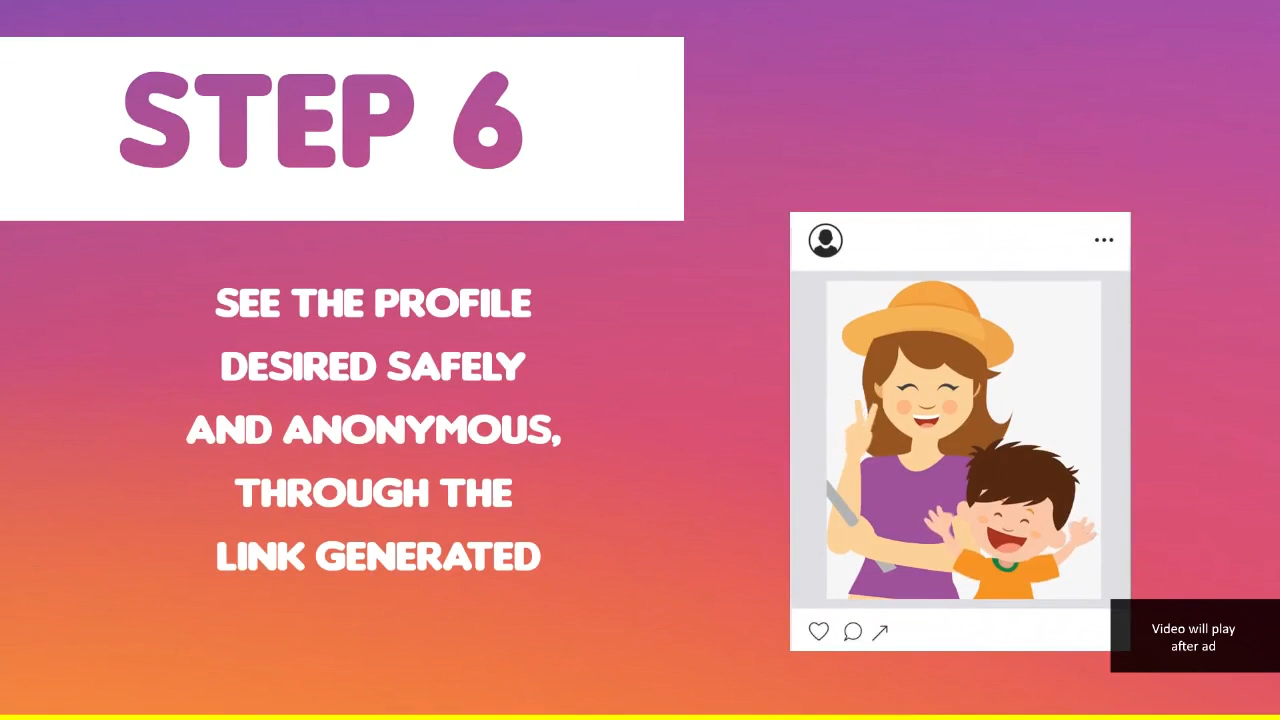 STEP 6
SEE THE PROFILE
DESIRED SAFELY
AND ANONYMOUS,
THROUGH THE
LINK GENERATED
Video will play
after ad